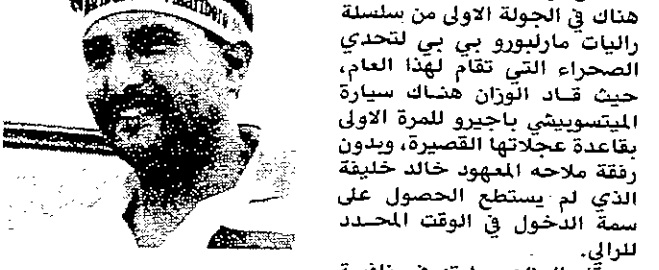 هناك في الجولة الاولى من سلسلة
راليات مارلبورو بي بي لتحدي
الصحراء التي تقام لهذا العام،
حيث قاد الوزان هناك سيارة
الميتسوبيشي باجيرو للمرة الاولى
بقاعدة عجلاتها القصيرة، وبدون
رفقة ملاحه المعهود خالد خليفة
الذي لم يستطع الحصول على
سمة الدخول في الوقت المحدد
للرالي.